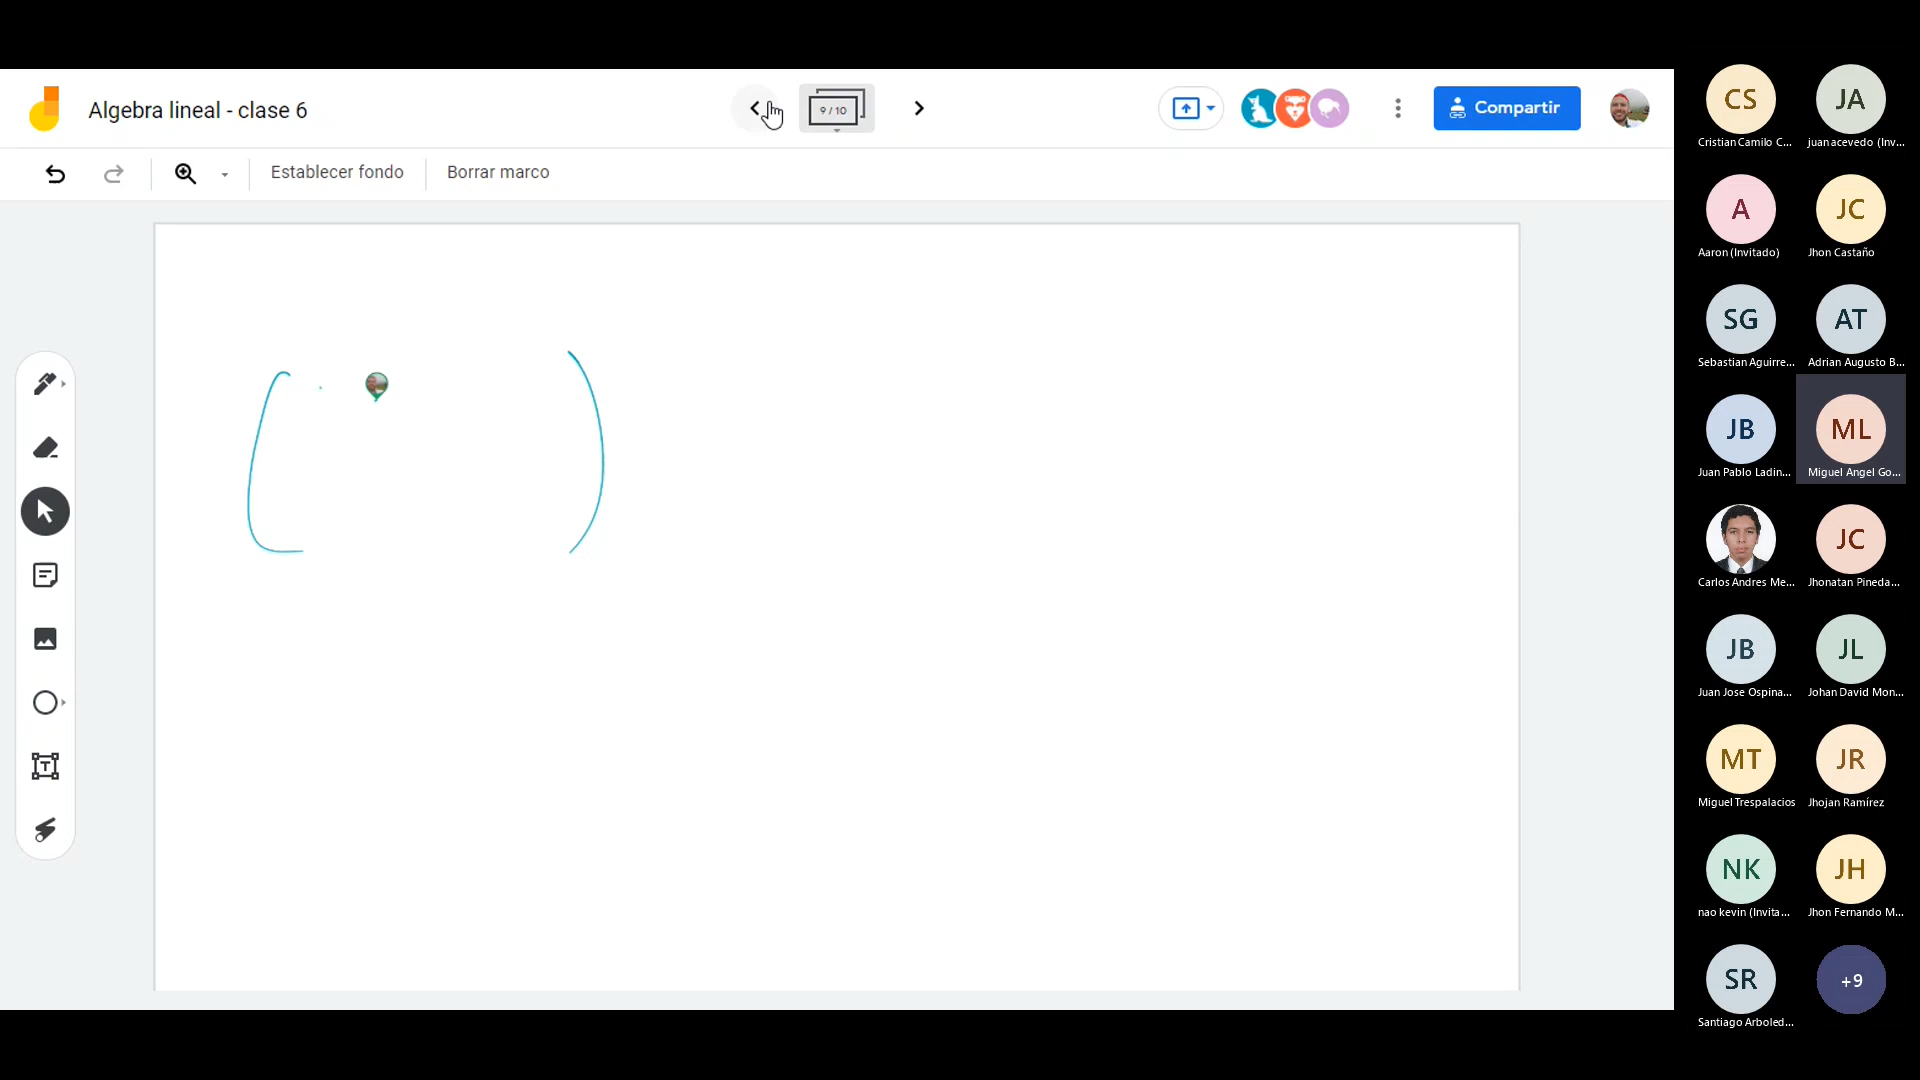 Algebra lineal - clase 6
9 / 10
Compartir
Establecer fondo
Borrar marco
CS
Cristian Camilo C...
JA
juan acevedo (Inv...
A
Aaron (Invitado)
JC
Jhon Castaño
SG
Sebastian Aguirre...
AT
Adrian Augusto B...
JB
Juan Pablo Ladin...
ML
Miguel Angel Go...
Carlos Andres Me...
JC
Jhonatan Pineda...
JB
Juan Jose Ospina...
JL
Johan David Mon...
MT
Miguel Trespalacios
JR
Jhojan Ramírez
NK
nao kevin (Invita...
JH
Jhon Fernando M...
SR
Santiago Arboled...
+9